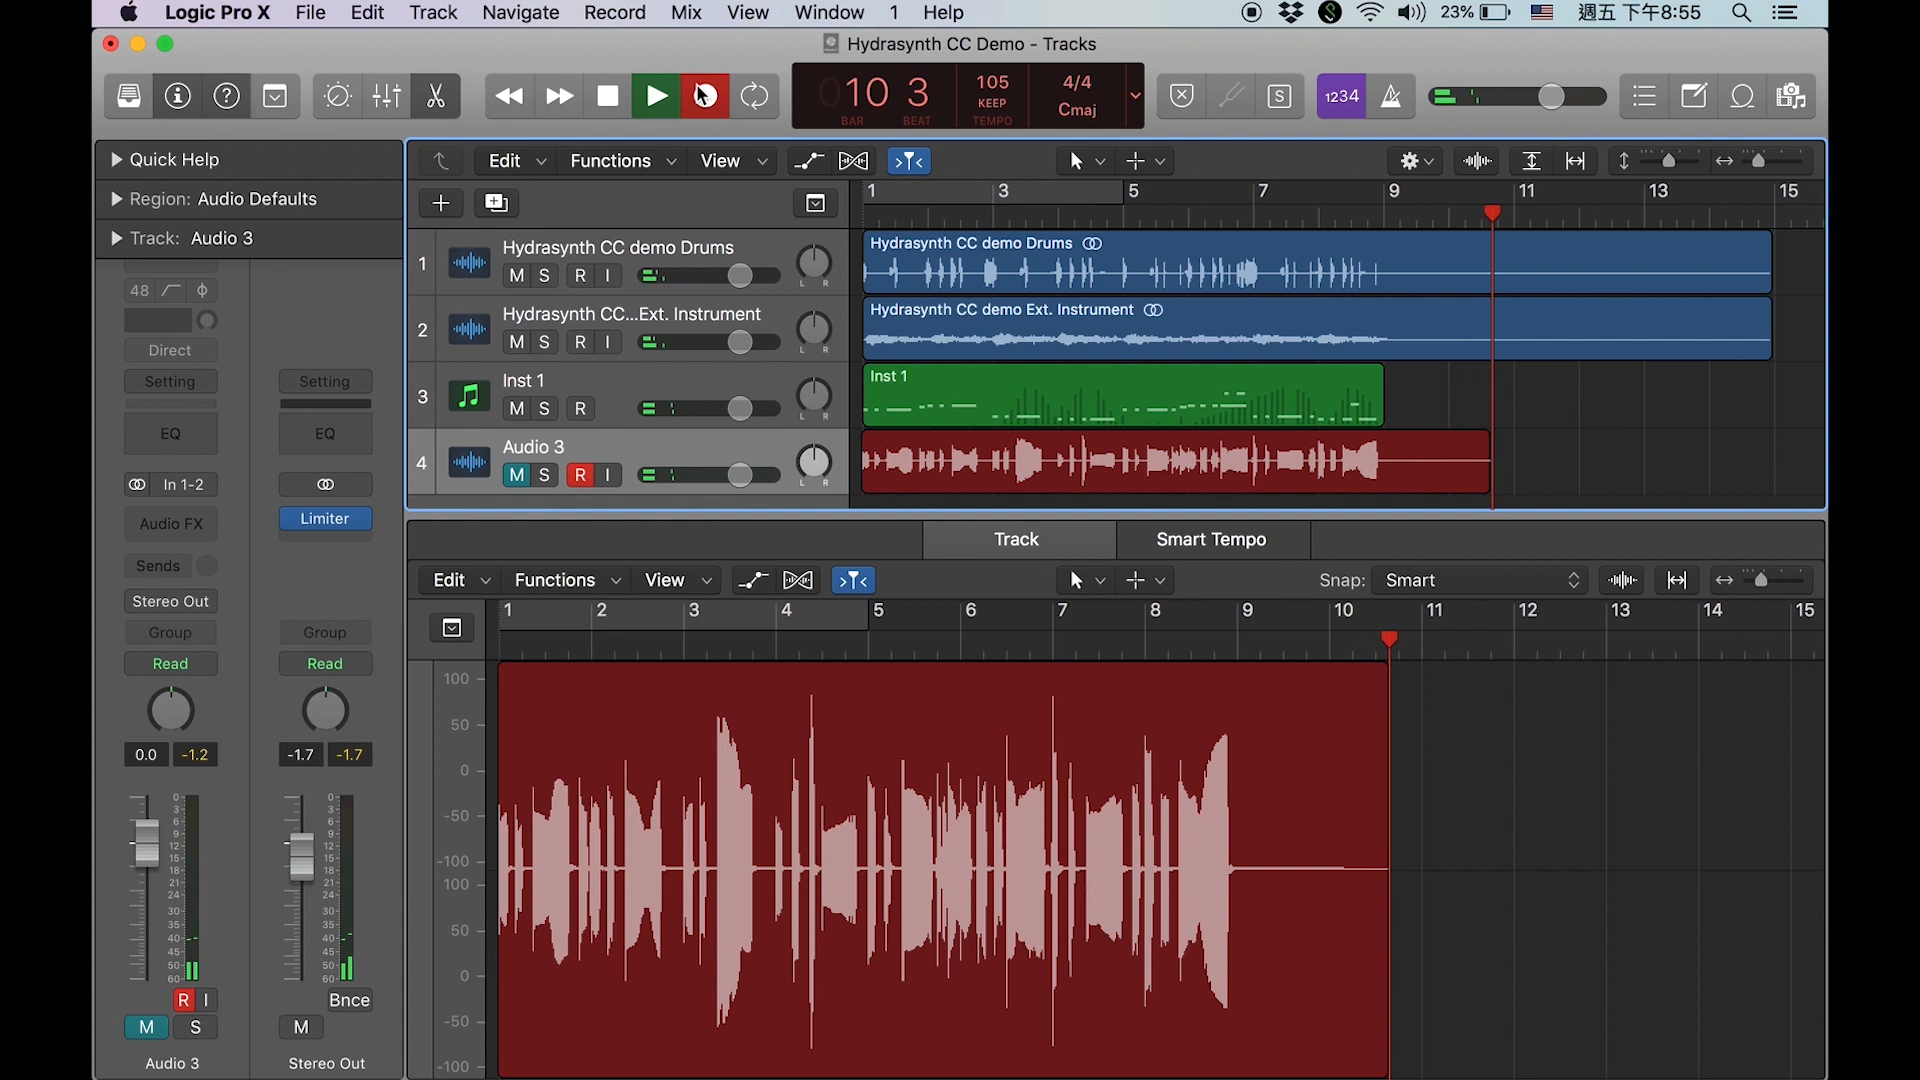 Logic Pro X File Edit Track Navigate Record Mix View Window 1 Help 23% 週五 下午8:55
Hydrasynth CC Demo - Tracks
10 3 105 4/4
KEEP Cmaj
BAR BEAT TEMPO
S 1234
Quick Help
Region: Audio Defaults
Track: Audio 3
Edit Functions View
1 3 5 7 9 11 13 15
1 Hydrasynth CC demo Drums
M S R I L R
2 Hydrasynth CC...Ext. Instrument
M S R I L R
3 Inst 1
M S R L R
4 Audio 3
M S R I L R
Hydrasynth CC demo Drums
Hydrasynth CC demo Ext. Instrument
Inst 1
48
Direct
Setting Setting
EQ EQ
In 1-2
Audio FX Limiter
Sends
Stereo Out
Group Group
Read Read
0.0 -1.2 -1.7 -1.7
0 0
3 3
6 6
9 9
12 12
15 15
18 18
21 21
24 24
30 30
35 35
40 40
45 45
50 50
60 60
R I Bnce
M S M
Audio 3 Stereo Out
Track Smart Tempo
Edit Functions View Snap: Smart
1 2 3 4 5 6 7 8 9 10 11 12 13 14 15
100
50
0
-50
-100
100
50
0
-50
-100